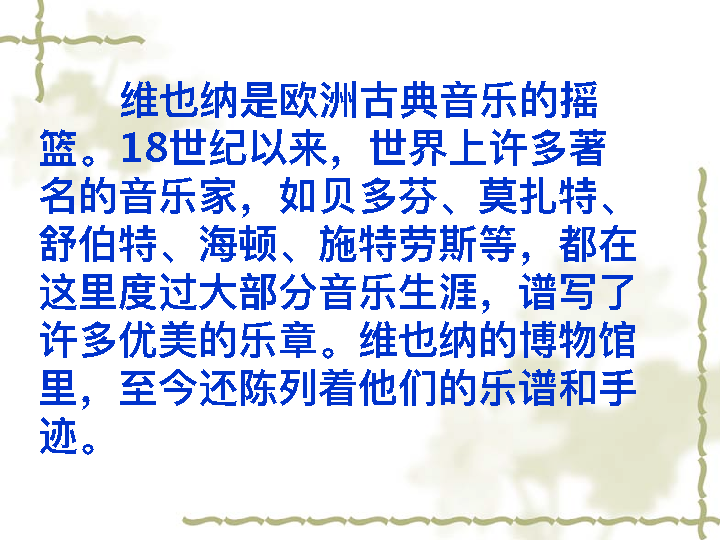 维也纳是欧洲古典音乐的摇
篮。18世纪以来，世界上许多著
名的音乐家，如贝多芬、莫扎特、
舒伯特、海顿、施特劳斯等，都在
这里度过大部分音乐生涯，谱写了
许多优美的乐章。维也纳的博物馆
里，至今还陈列着他们的乐谱和手
迹。